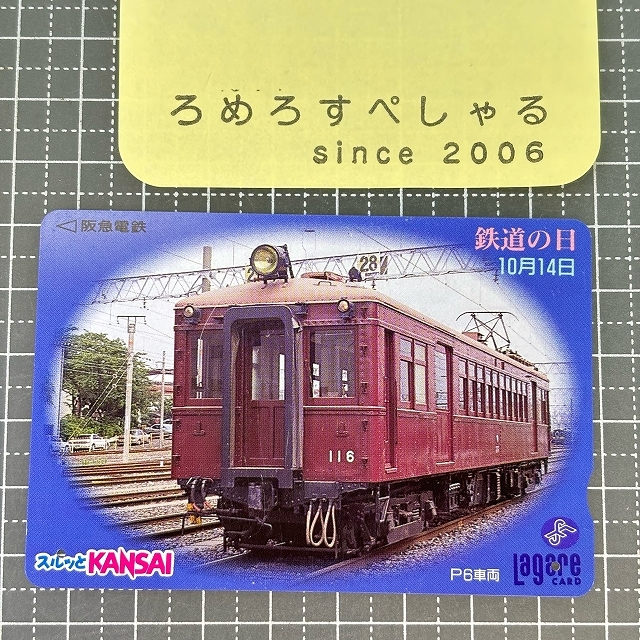 ろめろすぺしゃる
since 2006
◁阪急電鉄
鉄道の日
10月14日
28
116
スルッとKANSAI
P6車両
Lagare
CARD